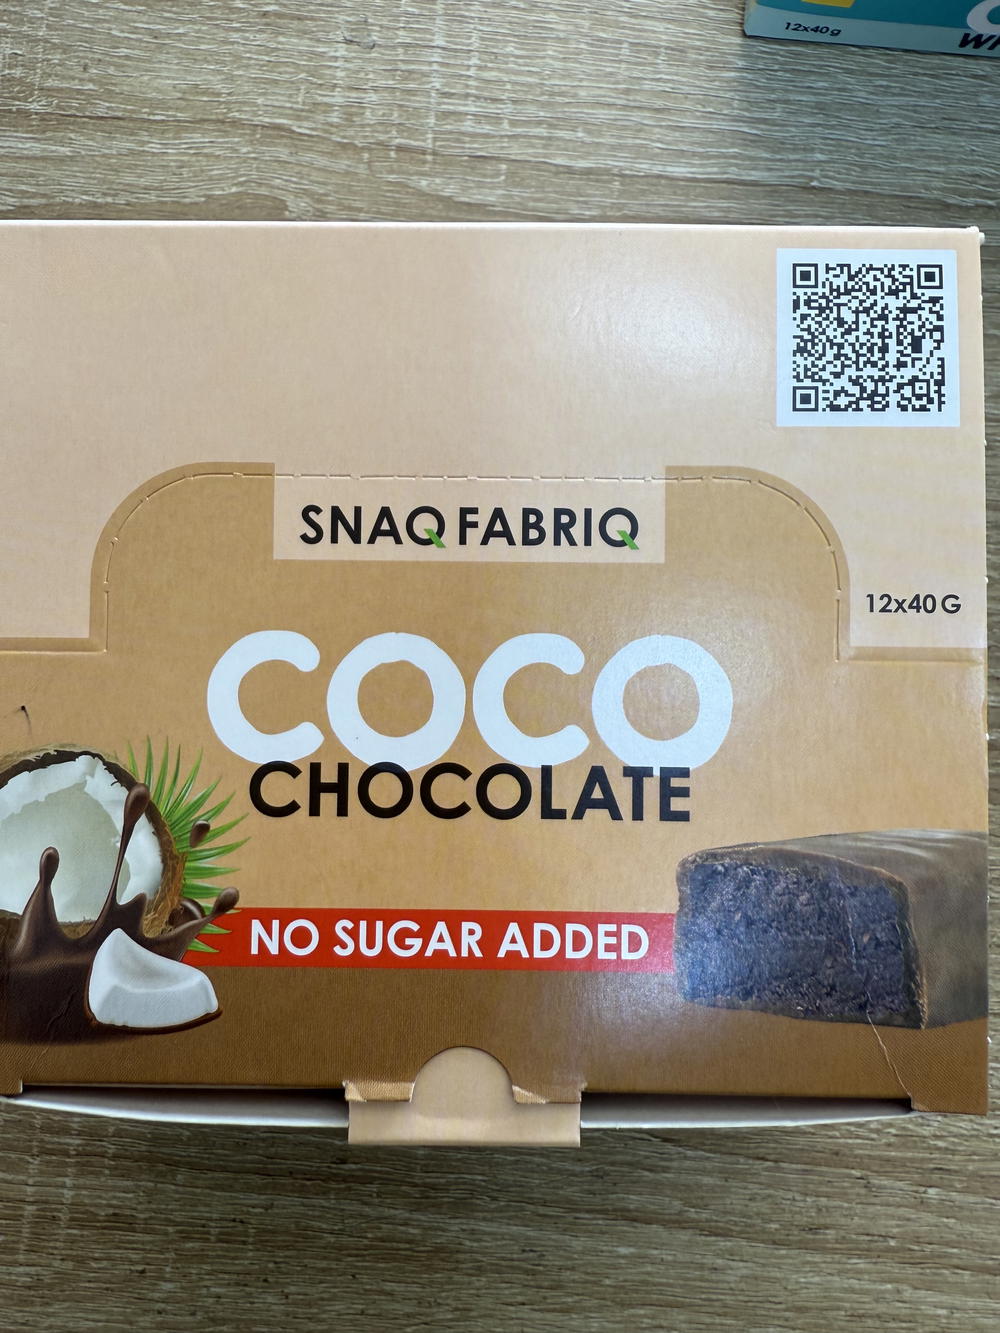 12x40g
SNAQ FABRIQ
12x40 G
COCO
CHOCOLATE
NO SUGAR ADDED